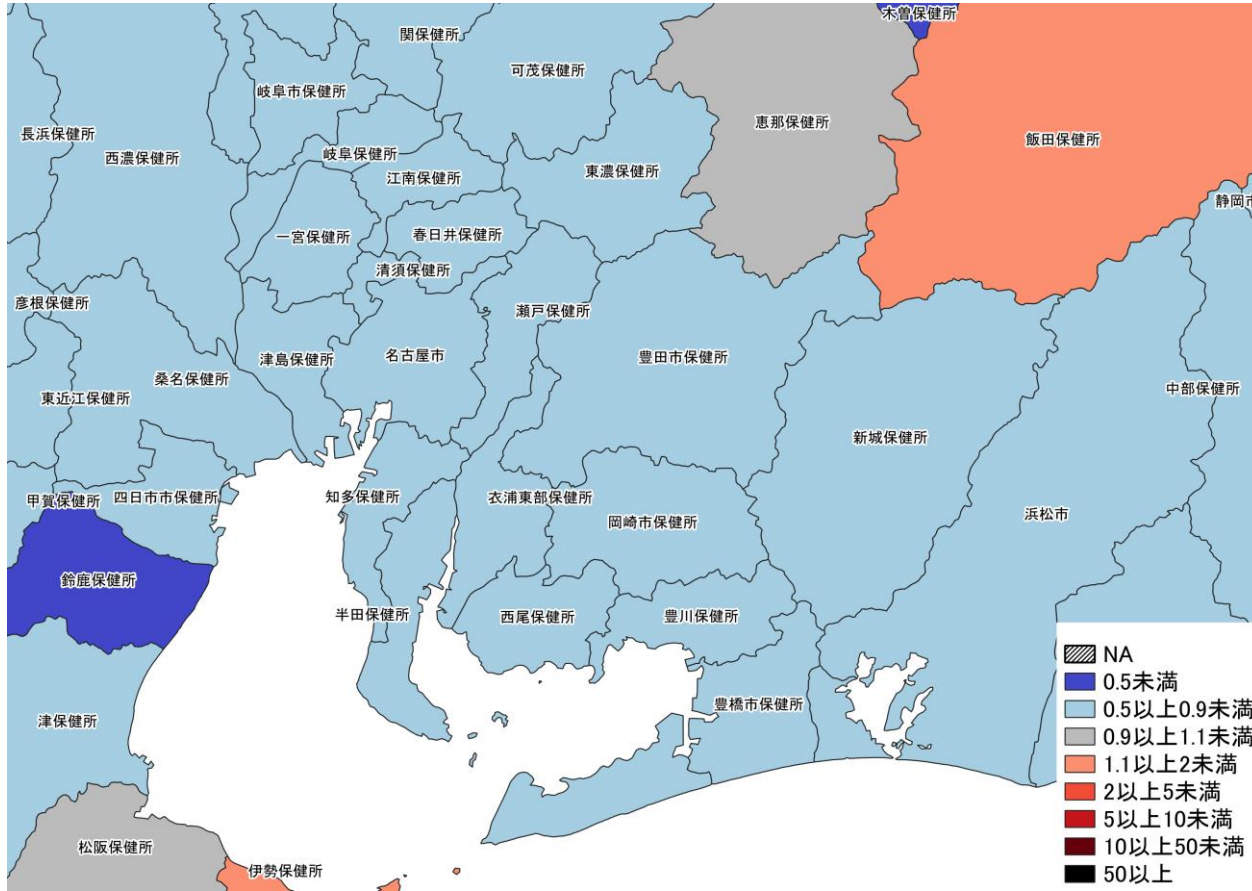 木曽保健所
関保健所
可茂保健所
岐阜市保健所
恵那保健所
長浜保健所
西濃保健所
岐阜保健所
飯田保健所
江南保健所
東濃保健所
静岡市
一宮保健所
春日井保健所
清須保健所
彦根保健所
瀬戸保健所
津島保健所
名古屋市
豊田市保健所
桑名保健所
東近江保健所
中部保健所
新城保健所
甲賀保健所
四日市市保健所
知多保健所
衣浦東部保健所
岡崎市保健所
浜松市
鈴鹿保健所
半田保健所
西尾保健所
豊川保健所
豊橋市保健所
津保健所
松阪保健所
伊勢保健所
NA
0.5未満
0.5以上0.9未満
0.9以上1.1未満
1.1以上2未満
2以上5未満
5以上10未満
10以上50未満
50以上